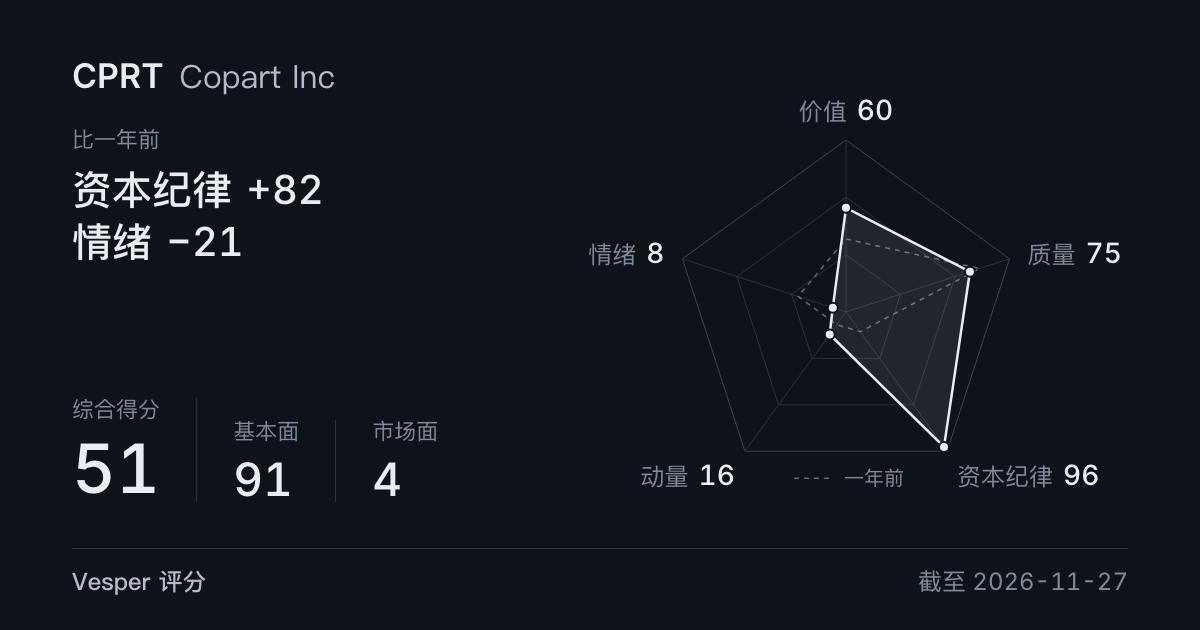 CPRT Copart Inc
比一年前
资本纪律 +82
情绪 −21
综合得分
51
基本面
91
市场面
4
价值 60
情绪 8
质量 75
动量 16
一年前
资本纪律 96
Vesper 评分
截至 2026-11-27